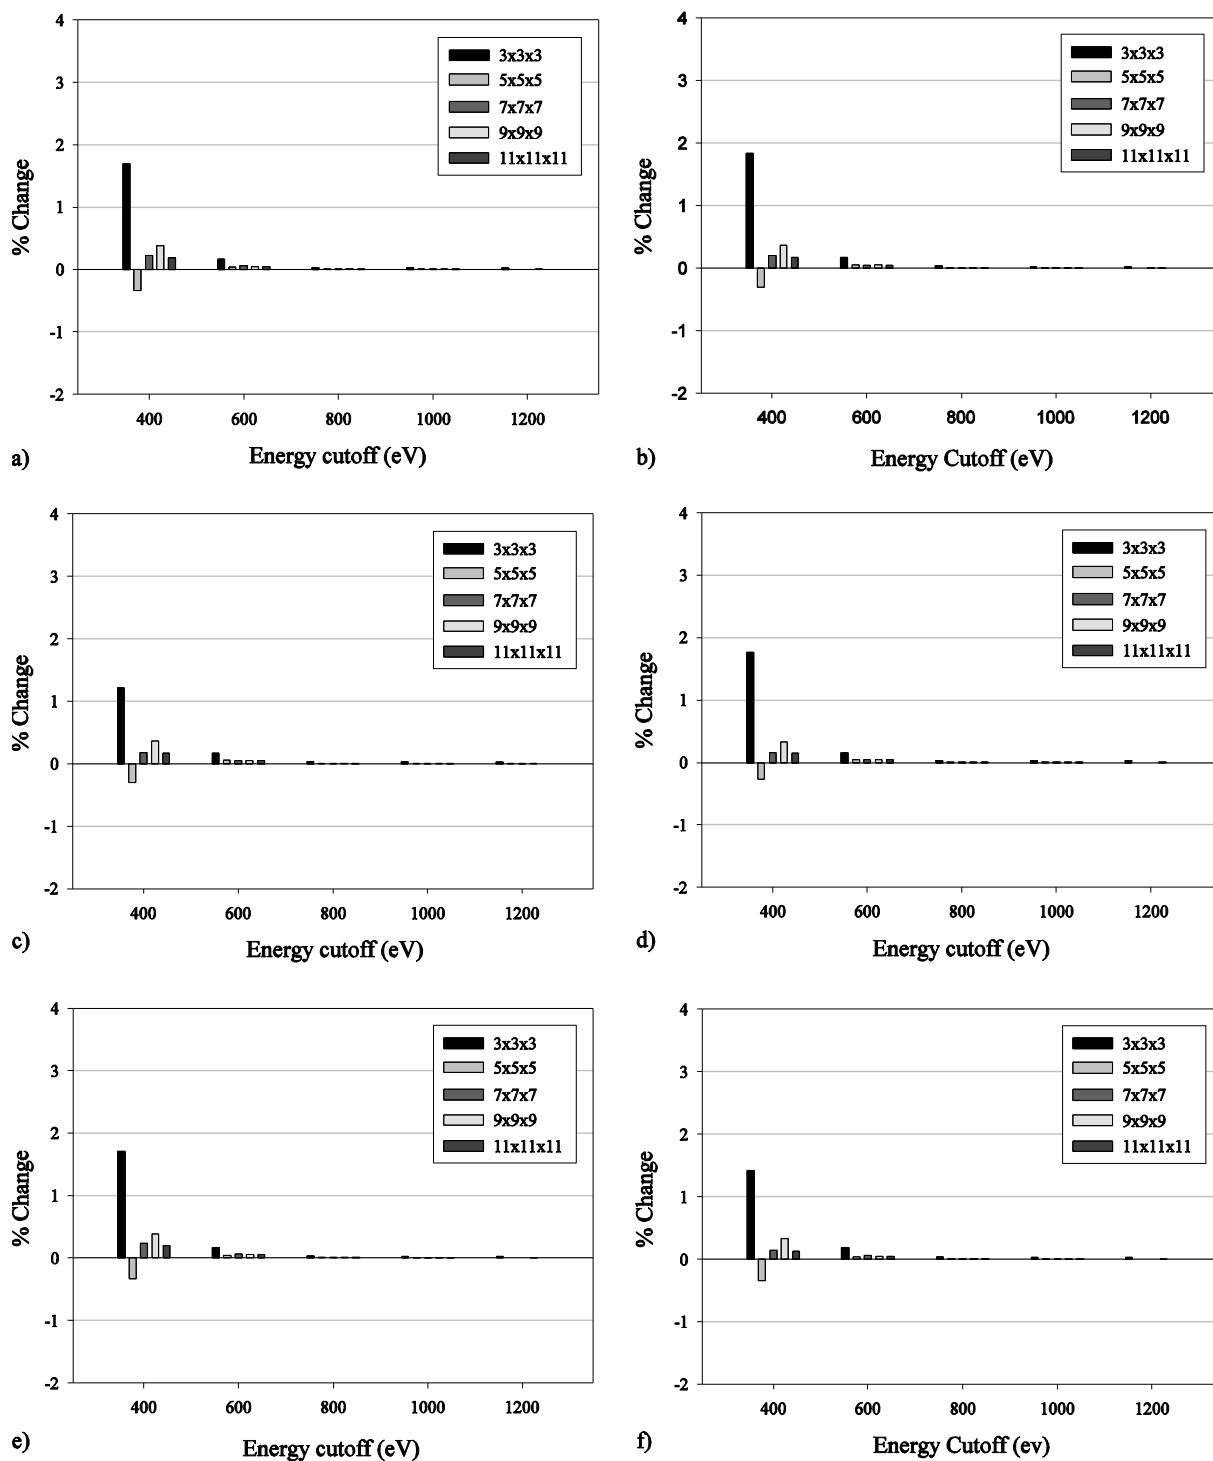 4
3
2
1
0
-1
-2
% Change
3x3x3
5x5x5
7x7x7
9x9x9
11x11x11
400 600 800 1000 1200
Energy cutoff (eV)
a)
4
3
2
1
0
-1
-2
% Change
3x3x3
5x5x5
7x7x7
9x9x9
11x11x11
400 600 800 1000 1200
Energy Cutoff (eV)
b)
4
3
2
1
0
-1
-2
% Change
3x3x3
5x5x5
7x7x7
9x9x9
11x11x11
400 600 800 1000 1200
Energy cutoff (eV)
c)
4
3
2
1
0
-1
-2
% Change
3x3x3
5x5x5
7x7x7
9x9x9
11x11x11
400 600 800 1000 1200
Energy cutoff (eV)
d)
4
3
2
1
0
-1
-2
% Change
3x3x3
5x5x5
7x7x7
9x9x9
11x11x11
400 600 800 1000 1200
Energy cutoff (eV)
e)
4
3
2
1
0
-1
-2
% Change
3x3x3
5x5x5
7x7x7
9x9x9
11x11x11
400 600 800 1000 1200
Energy Cutoff (ev)
f)